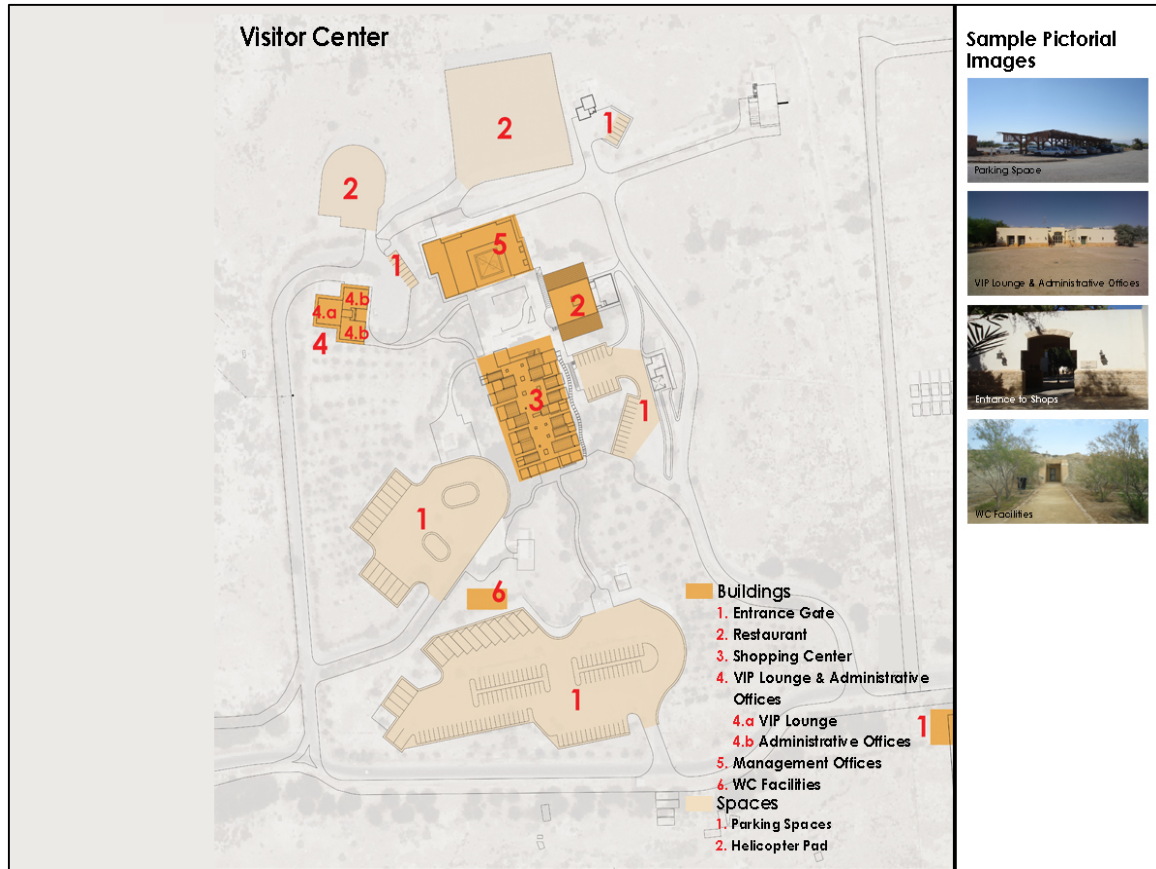 Visitor Center
2
1
2
5
1
2
4.b
4.a
4.b
4
3
1
1
6
1
1
Buildings
1. Entrance Gate
2. Restaurant
3. Shopping Center
4. VIP Lounge & Administrative
Offices
4.a VIP Lounge
4.b Administrative Offices
5. Management Offices
6. WC Facilities
Spaces
1. Parking Spaces
2. Helicopter Pad
Sample Pictorial
Images
Parking Space
VIP Lounge & Administrative Offices
Entrance to Shops
WC Facilities